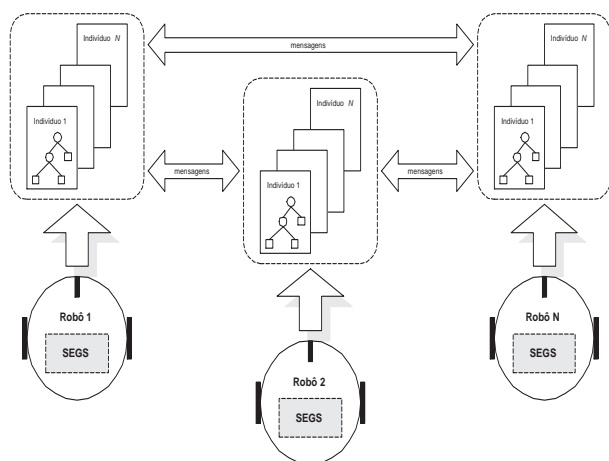 Indivíduo N
mensagens
Indivíduo N
Indivíduo 1
Indivíduo N
Indivíduo 1
mensagens
mensagens
Indivíduo 1
Robô 1
SEGS
Robô N
SEGS
Robô 2
SEGS